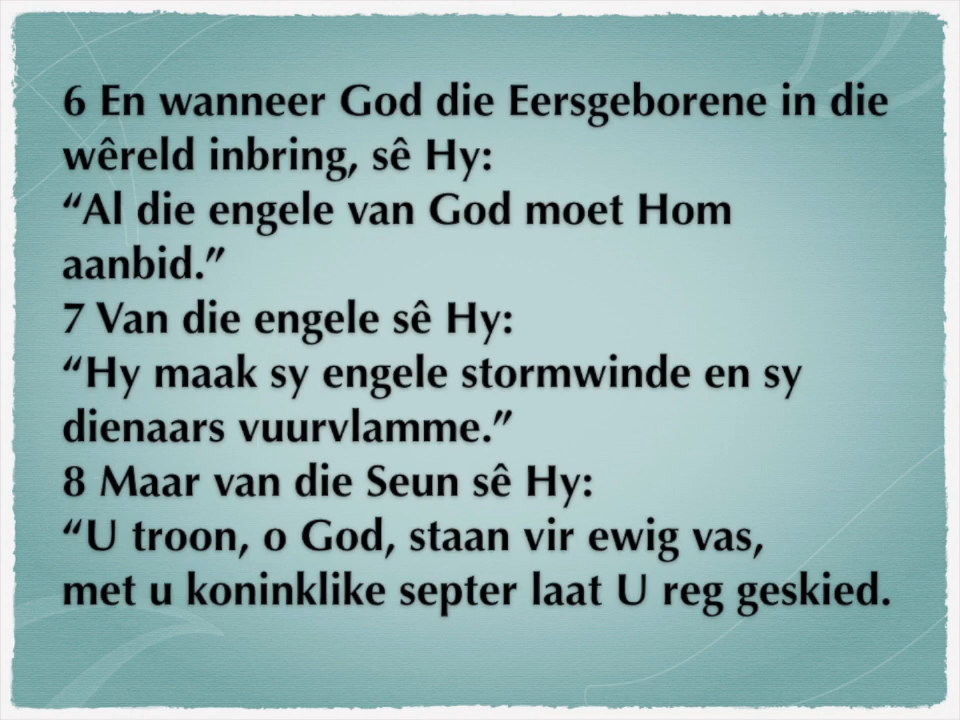 6 En wanneer God die Eersgeborene in die
wêreld inbring, sê Hy:
“Al die engele van God moet Hom
aanbid.”
7 Van die engele sê Hy:
“Hy maak sy engele stormwinde en sy
dienaars vuurvlamme.”
8 Maar van die Seun sê Hy:
“U troon, o God, staan vir ewig vas,
met u koninklike septer laat U reg geskied.